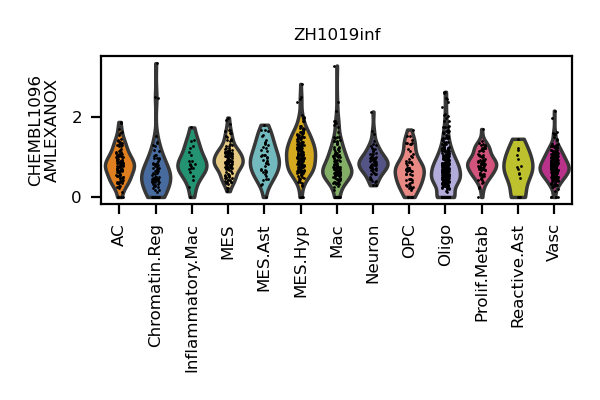 ZH1019inf
CHEMBL1096
AMLEXANOX
2
0
AC
Chromatin.Reg
Inflammatory.Mac
MES
MES.Ast
MES.Hyp
Mac
Neuron
OPC
Oligo
Prolif.Metab
Reactive.Ast
Vasc